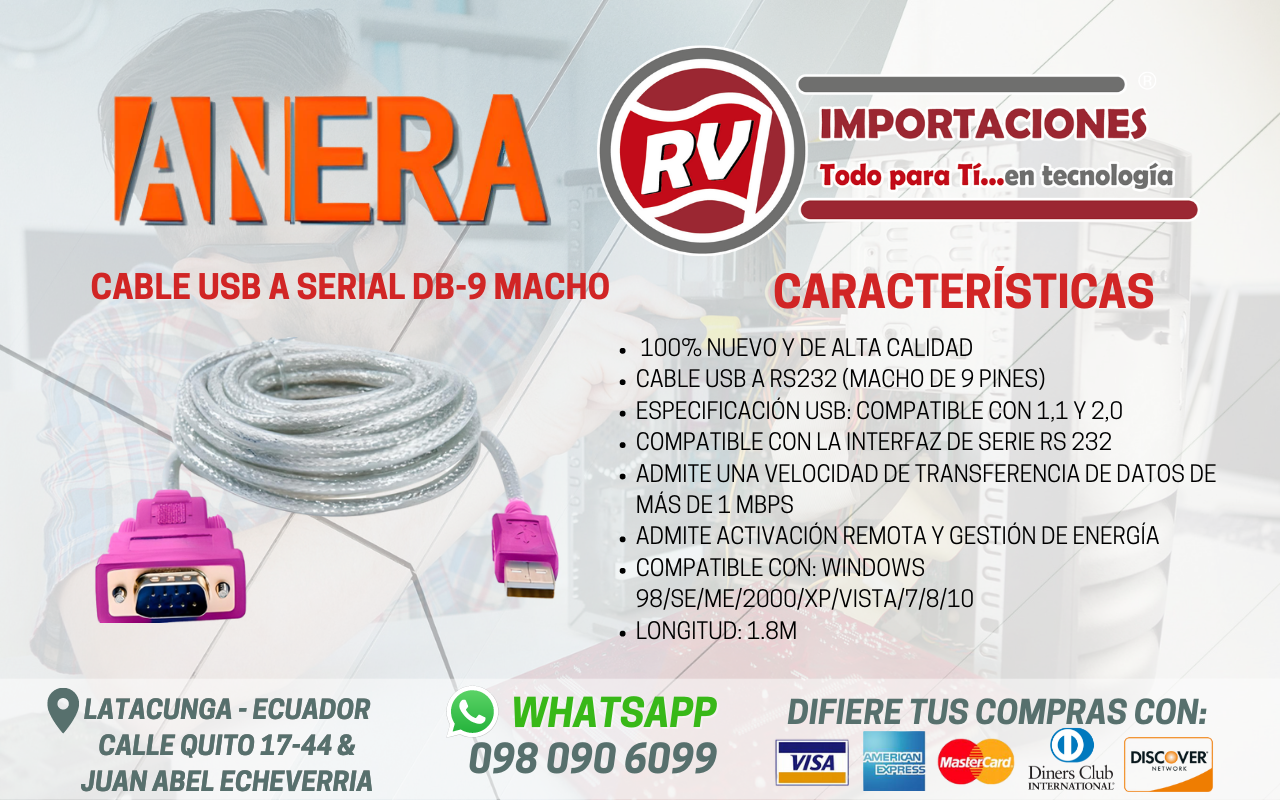 ANERA
RV
®
IMPORTACIONES
Todo para Tí...en tecnología
CABLE USB A SERIAL DB-9 MACHO
CARACTERÍSTICAS
• 100% NUEVO Y DE ALTA CALIDAD
• CABLE USB A RS232 (MACHO DE 9 PINES)
• ESPECIFICACIÓN USB: COMPATIBLE CON 1,1 Y 2,0
• COMPATIBLE CON LA INTERFAZ DE SERIE RS 232
• ADMITE UNA VELOCIDAD DE TRANSFERENCIA DE DATOS DE
MÁS DE 1 MBPS
• ADMITE ACTIVACIÓN REMOTA Y GESTIÓN DE ENERGÍA
• COMPATIBLE CON: WINDOWS
98/SE/ME/2000/XP/VISTA/7/8/10
• LONGITUD: 1.8M
LATACUNGA - ECUADOR
CALLE QUITO 17-44 &
JUAN ABEL ECHEVERRIA
WHATSAPP
098 090 6099
DIFIERE TUS COMPRAS CON:
VISA
AMERICAN
EXPRESS
MasterCard
Diners Club
INTERNATIONAL
DISCOVER
NETWORK